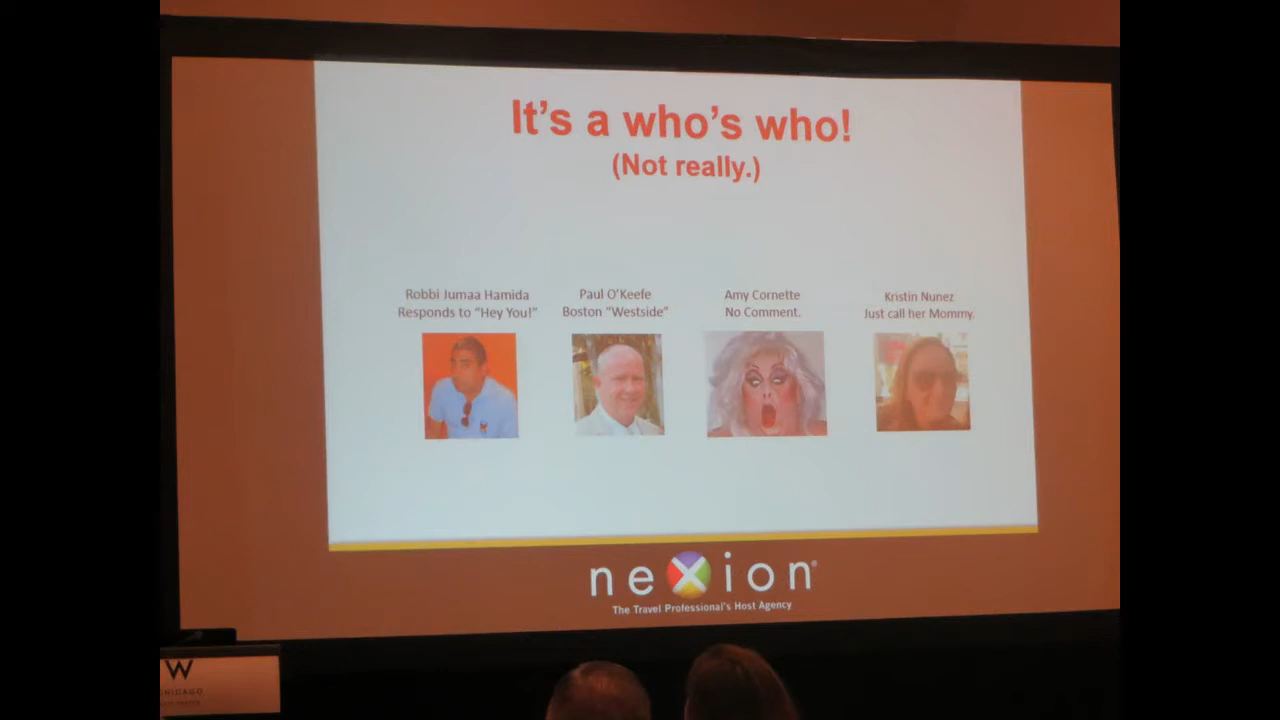 It's a who's who!
(Not really.)
Robbi Jumaa Hamida
Responds to “Hey You!”
Paul O'Keefe
Boston “Westside”
Amy Cornette
No Comment.
Kristin Nunez
Just call her Mommy.
neXion®
The Travel Professional's Host Agency
W